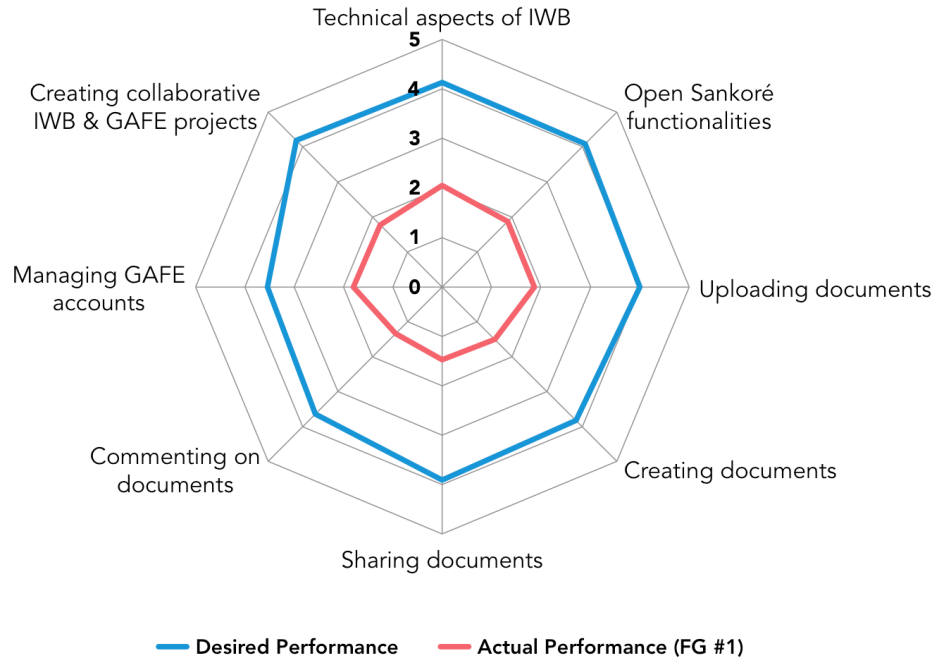 Technical aspects of IWB
5
Creating collaborative
IWB & GAFE projects
4
Open Sankoré
functionalities
3
2
1
Managing GAFE
accounts
0
Uploading documents
Commenting on
documents
Creating documents
Sharing documents
Desired Performance
Actual Performance (FG #1)